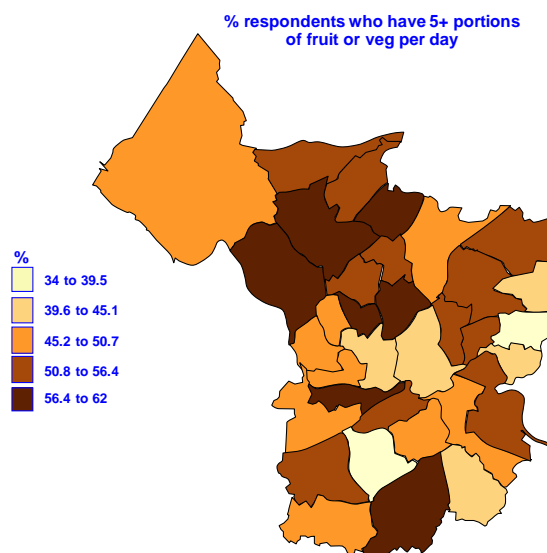 % respondents who have 5+ portions
of fruit or veg per day
%
34 to 39.5
39.6 to 45.1
45.2 to 50.7
50.8 to 56.4
56.4 to 62